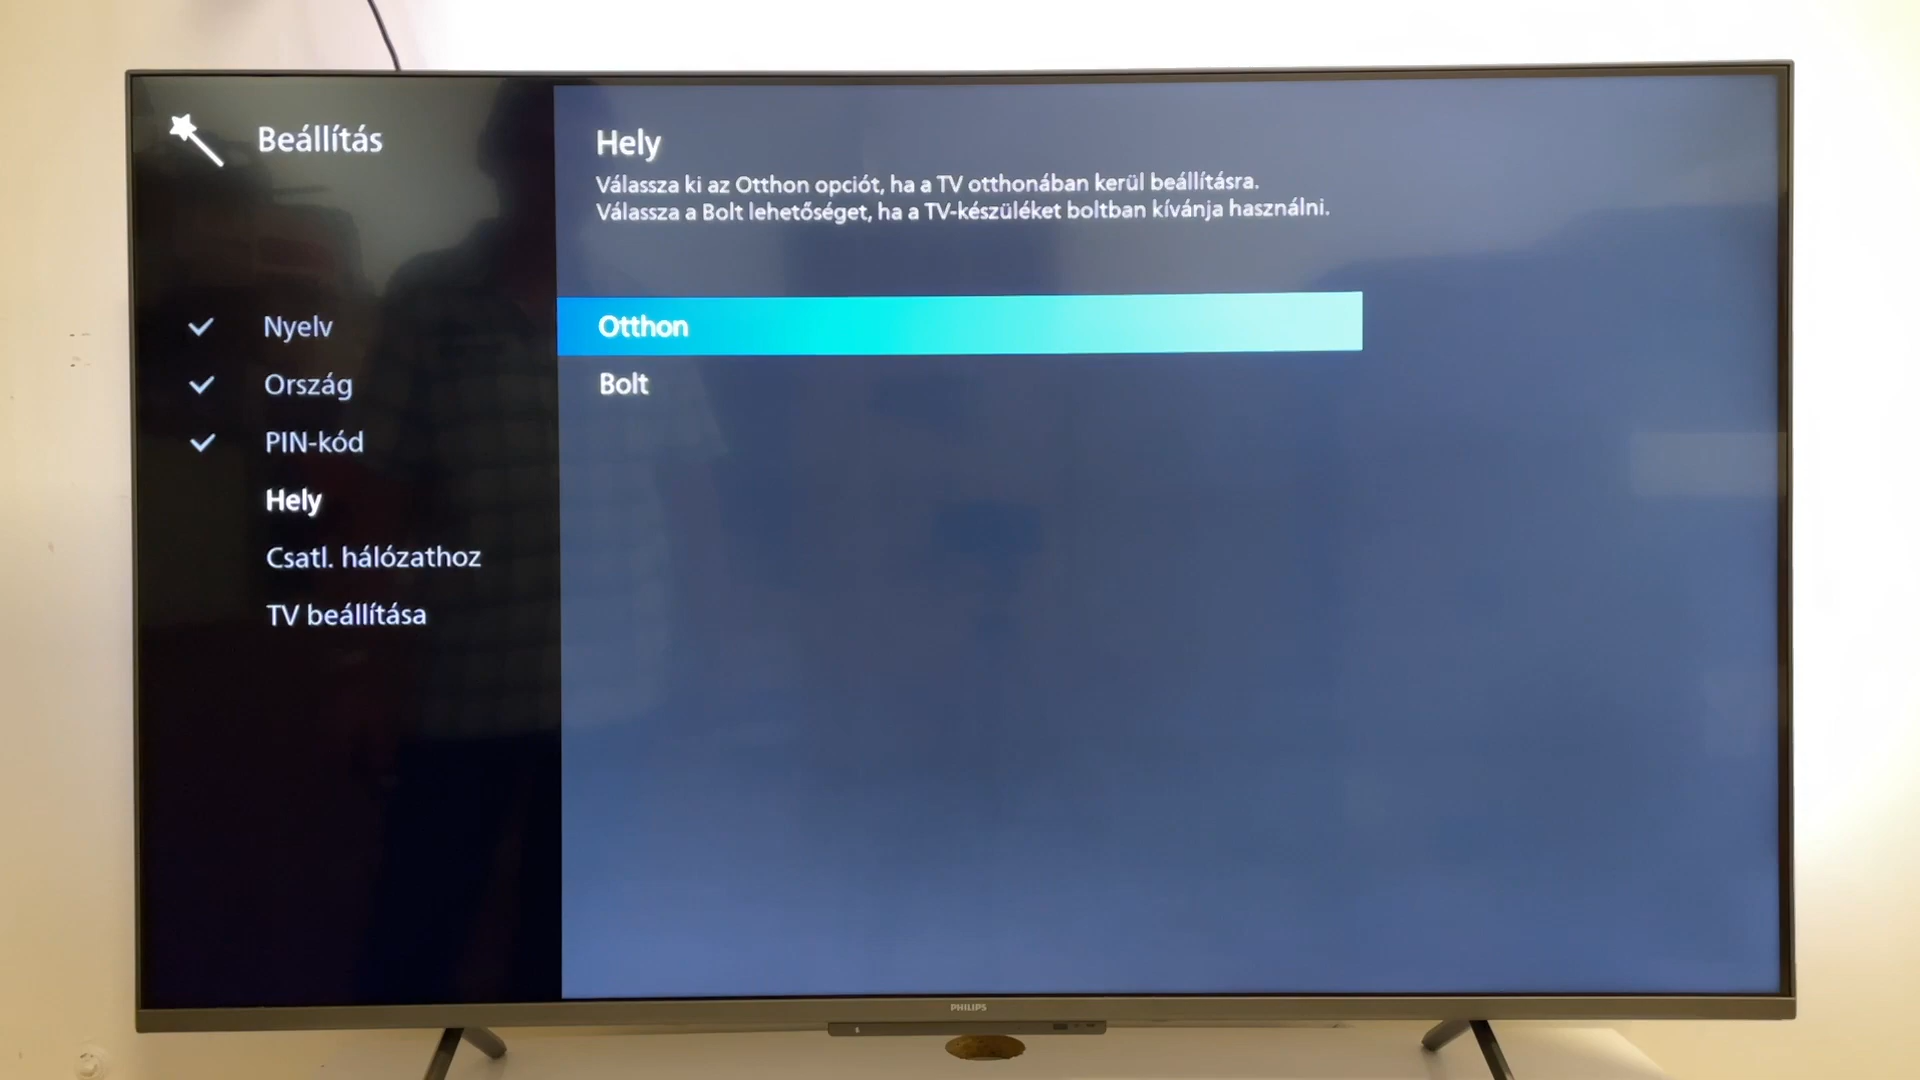 Beállítás
Nyelv
Ország
PIN-kód
Hely
Csatl. hálózathoz
TV beállítása
Hely
Válassza ki az Otthon opciót, ha a TV otthonában kerül beállításra.
Válassza a Bolt lehetőséget, ha a TV-készüléket boltban kívánja használni.
Otthon
Bolt
PHILIPS